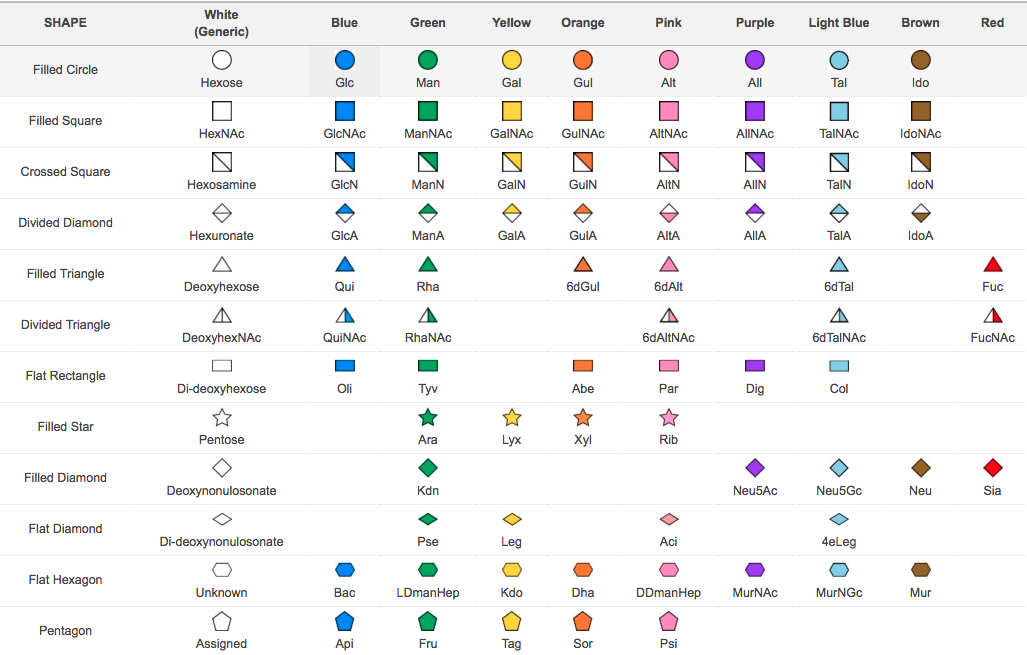 SHAPE White (Generic) Blue Green Yellow Orange Pink Purple Light Blue Brown Red
Filled Circle Hexose Glc Man Gal Gul Alt All Tal Ido
Filled Square HexNAc GlcNAc ManNAc GalNAc GulNAc AltNAc AllNAc TalNAc IdoNAc
Crossed Square Hexosamine GlcN ManN GalN GulN AltN AllN TalN IdoN
Divided Diamond Hexuronate GlcA ManA GalA GulA AltA AllA TalA IdoA
Filled Triangle Deoxyhexose Qui Rha 6dGul 6dAlt 6dTal Fuc
Divided Triangle DeoxyhexNAc QuiNAc RhaNAc 6dAltNAc 6dTalNAc FucNAc
Flat Rectangle Di-deoxyhexose Oli Tyv Abe Par Dig Col
Filled Star Pentose Ara Lyx Xyl Rib
Filled Diamond Deoxynonulosonate Kdn Neu5Ac Neu5Gc Neu Sia
Flat Diamond Di-deoxynonulosonate Pse Leg Aci 4eLeg
Flat Hexagon Unknown Bac LDmanHep Kdo Dha DDmanHep MurNAc MurNGc Mur
Pentagon Assigned Api Fru Tag Sor Psi